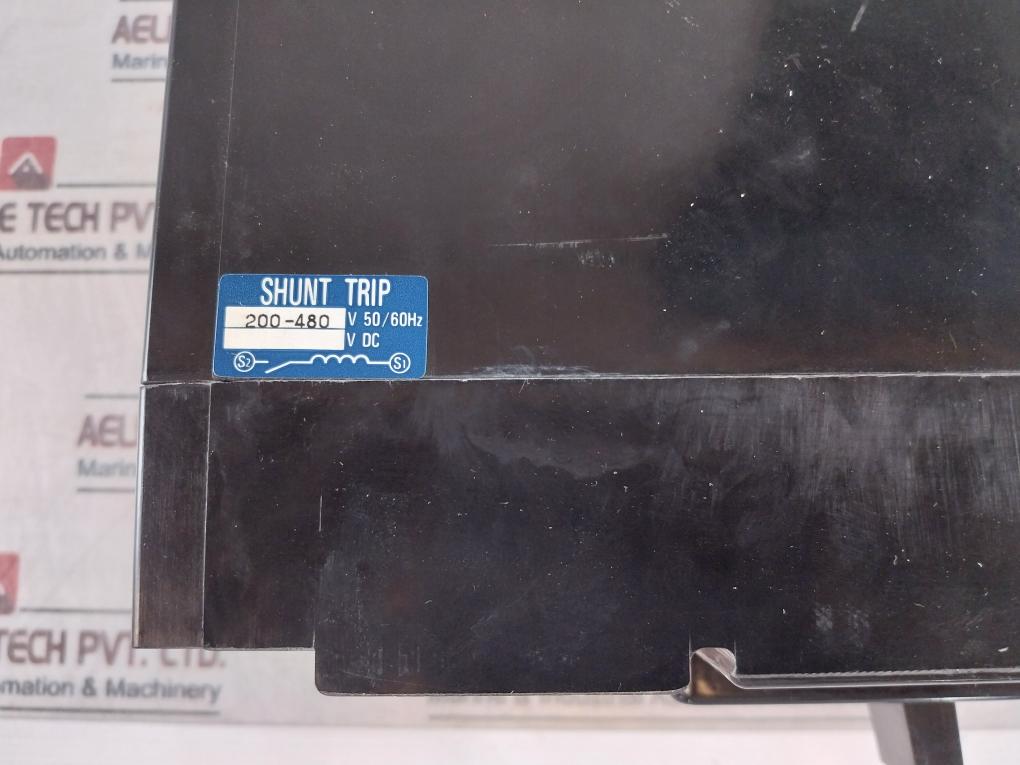 AEL
Marin
E TECH PVT
Automation & M
SHUNT TRIP
200-480 V 50/60Hz
V DC
S2 S1
AEL
Marin
TECH PVT. LTD.
mation & Machinery